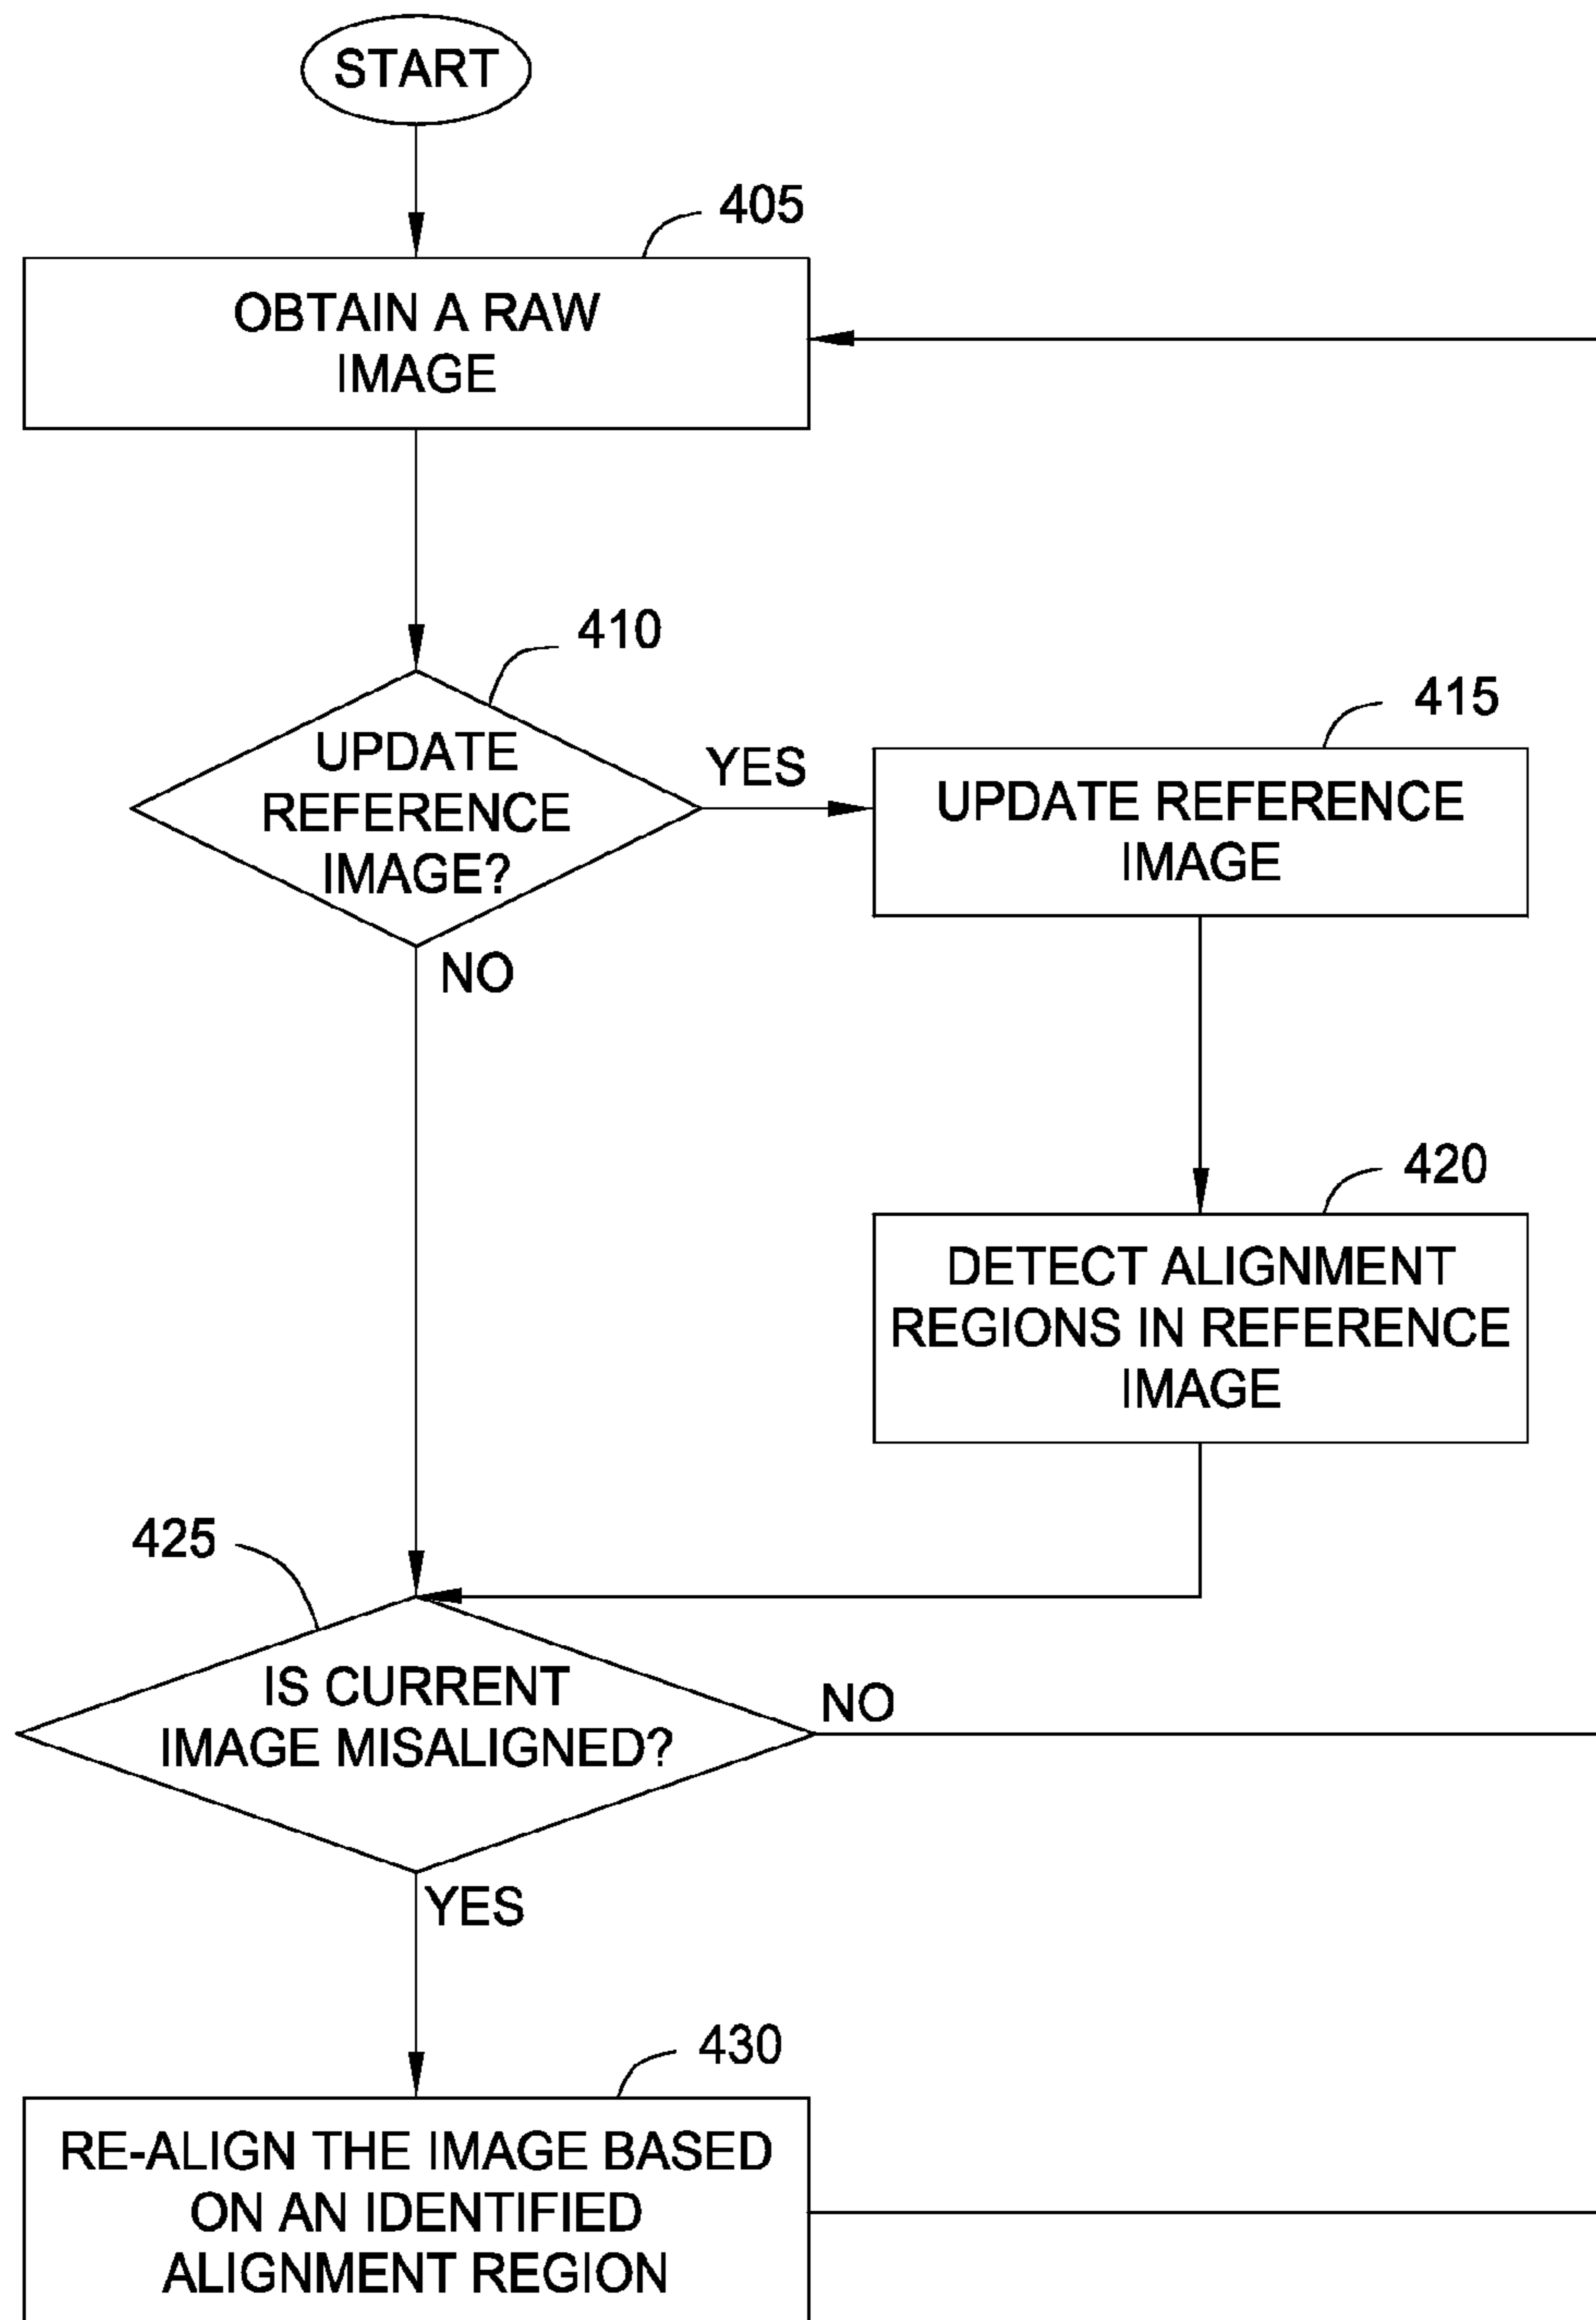 START
405
OBTAIN A RAW
IMAGE
410
UPDATE
REFERENCE
IMAGE?
YES
NO
415
UPDATE REFERENCE
IMAGE
420
DETECT ALIGNMENT
REGIONS IN REFERENCE
IMAGE
425
IS CURRENT
IMAGE MISALIGNED?
NO
YES
430
RE-ALIGN THE IMAGE BASED
ON AN IDENTIFIED
ALIGNMENT REGION